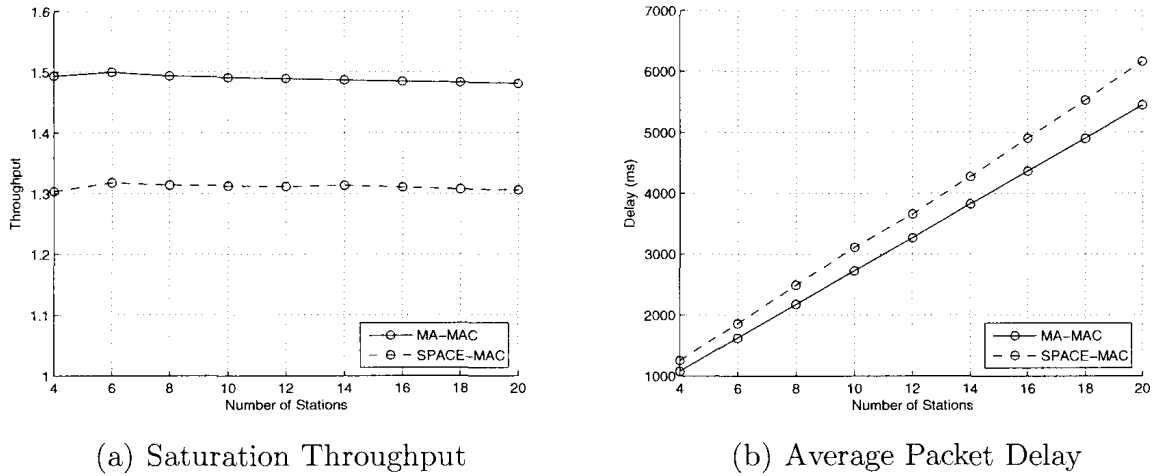 1.6
1.5
1.4
1.3
1.2
1.1
1
4 6 8 10 12 14 16 18 20
Throughput
Number of Stations
MA-MAC
SPACE-MAC
(a) Saturation Throughput
7000
6000
5000
4000
3000
2000
1000
4 6 8 10 12 14 16 18 20
Delay (ms)
Number of Stations
MA-MAC
SPACE-MAC
(b) Average Packet Delay